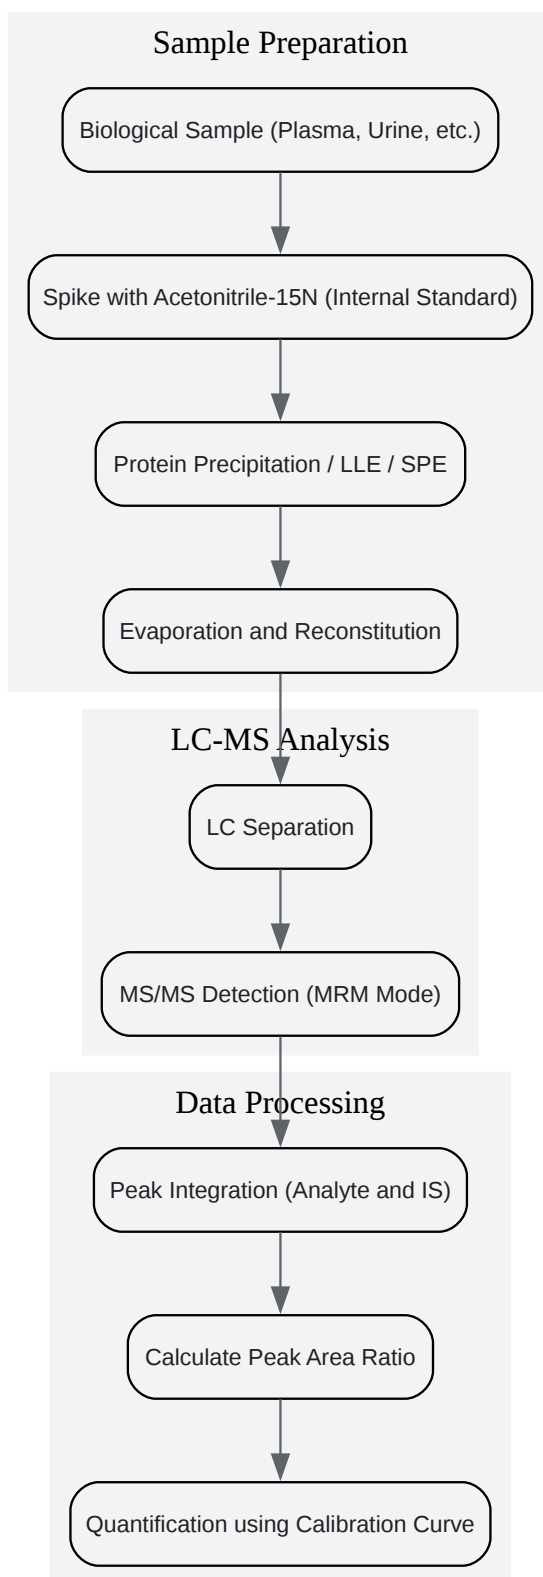 Sample Preparation
Biological Sample (Plasma, Urine, etc.)
Spike with Acetonitrile-15N (Internal Standard)
Protein Precipitation / LLE / SPE
Evaporation and Reconstitution
LC-MS Analysis
LC Separation
MS/MS Detection (MRM Mode)
Data Processing
Peak Integration (Analyte and IS)
Calculate Peak Area Ratio
Quantification using Calibration Curve